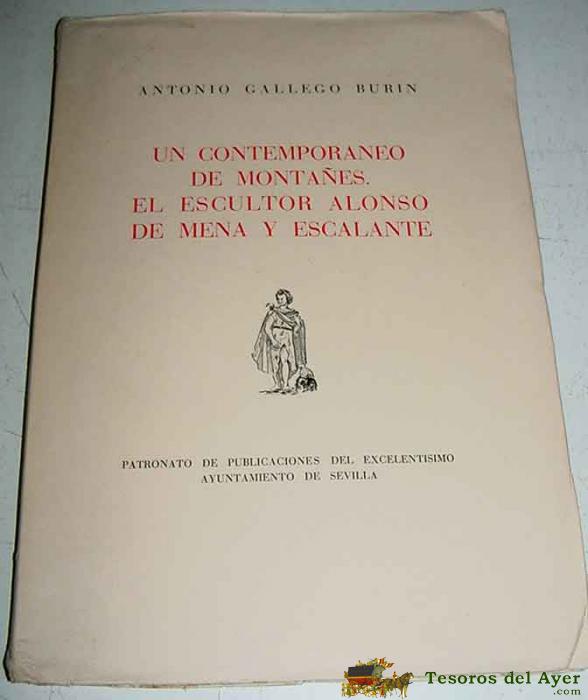 ANTONIO GALLEGO BURIN
UN CONTEMPORANEO
DE MONTAÑES.
EL ESCULTOR ALONSO
DE MENA Y ESCALANTE
PATRONATO DE PUBLICACIONES DEL EXCELENTISIMO
AYUNTAMIENTO DE SEVILLA
Tesoros del Ayer
.com